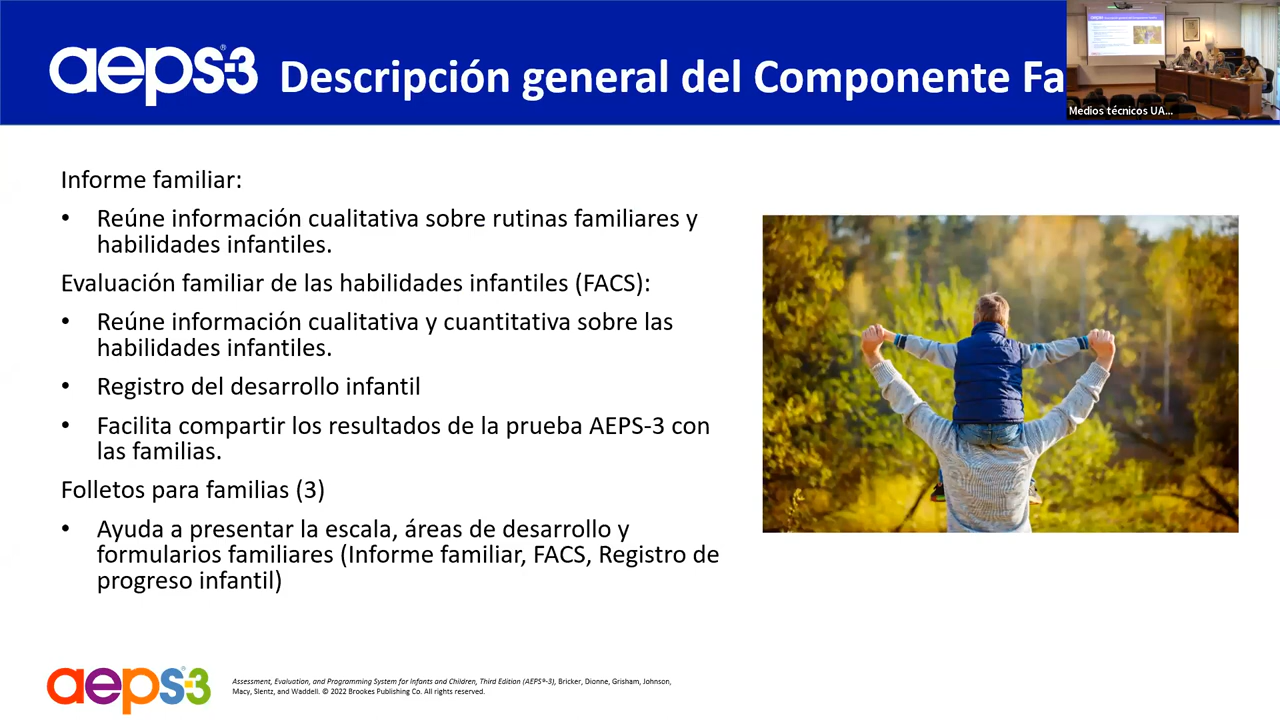 aeps®-3 Descripción general del Componente Fa
Medios técnicos UA...
Informe familiar:
• Reúne información cualitativa sobre rutinas familiares y
habilidades infantiles.
Evaluación familiar de las habilidades infantiles (FACS):
• Reúne información cualitativa y cuantitativa sobre las
habilidades infantiles.
• Registro del desarrollo infantil
• Facilita compartir los resultados de la prueba AEPS-3 con
las familias.
Folletos para familias (3)
• Ayuda a presentar la escala, áreas de desarrollo y
formularios familiares (Informe familiar, FACS, Registro de
progreso infantil)
aeps®-3
Assessment, Evaluation, and Programming System for Infants and Children, Third Edition (AEPS®-3), Bricker, Dionne, Grisham, Johnson,
Macy, Slentz, and Waddell. © 2022 Brookes Publishing Co. All rights reserved.